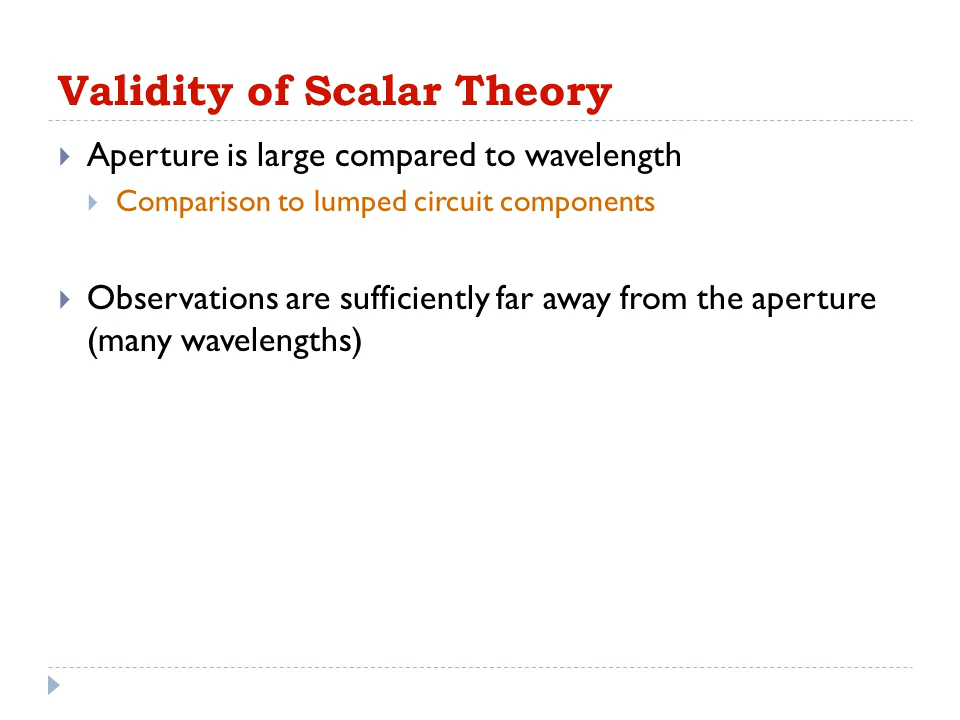 Validity of Scalar Theory
Aperture is large compared to wavelength
Comparison to lumped circuit components
Observations are sufficiently far away from the aperture
(many wavelengths)